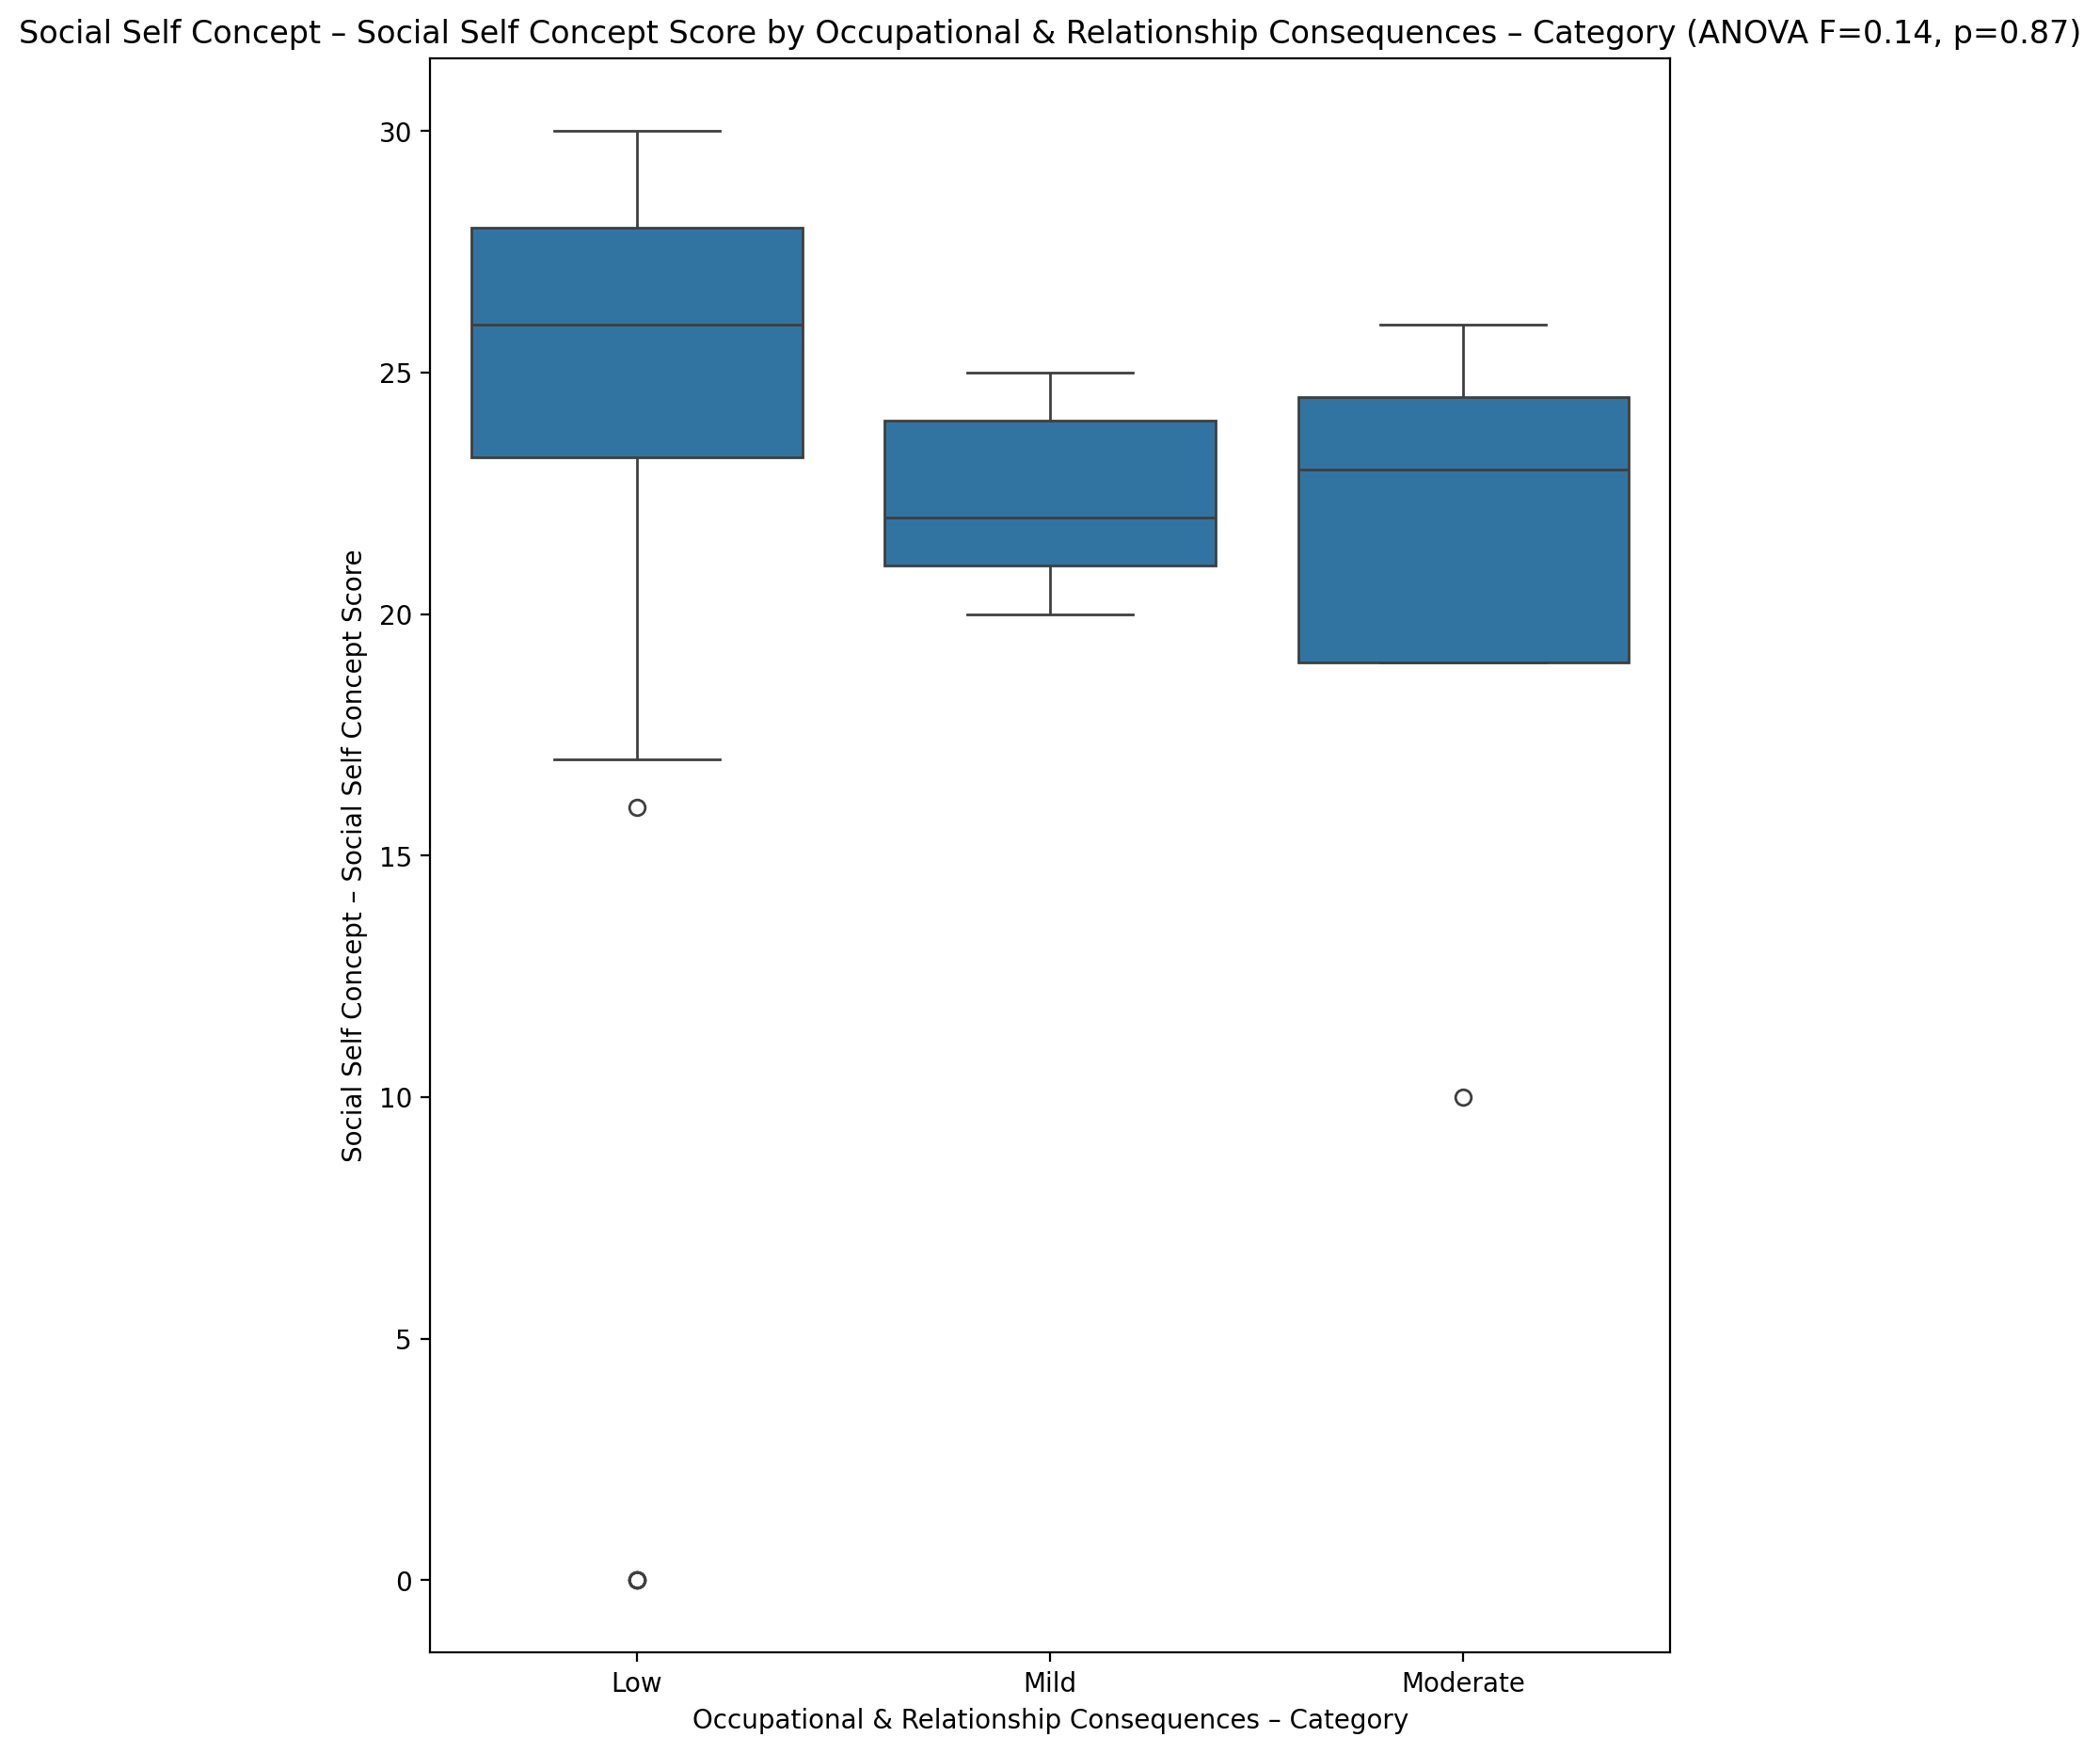 Social Self Concept – Social Self Concept Score by Occupational & Relationship Consequences – Category (ANOVA F=0.14, p=0.87)
Social Self Concept – Social Self Concept Score
30
25
20
15
10
5
0
Low Mild Moderate
Occupational & Relationship Consequences – Category